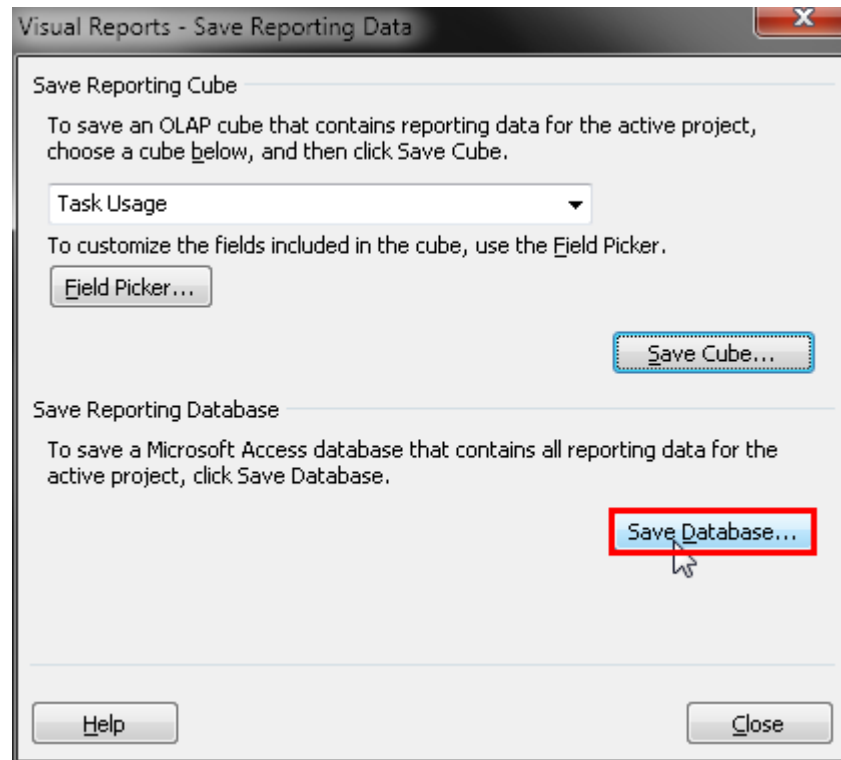 Visual Reports - Save Reporting Data
Save Reporting Cube
To save an OLAP cube that contains reporting data for the active project,
choose a cube below, and then click Save Cube.
Task Usage
To customize the fields included in the cube, use the Field Picker.
Field Picker...
Save Cube...
Save Reporting Database
To save a Microsoft Access database that contains all reporting data for the
active project, click Save Database.
Save Database...
Help
Close